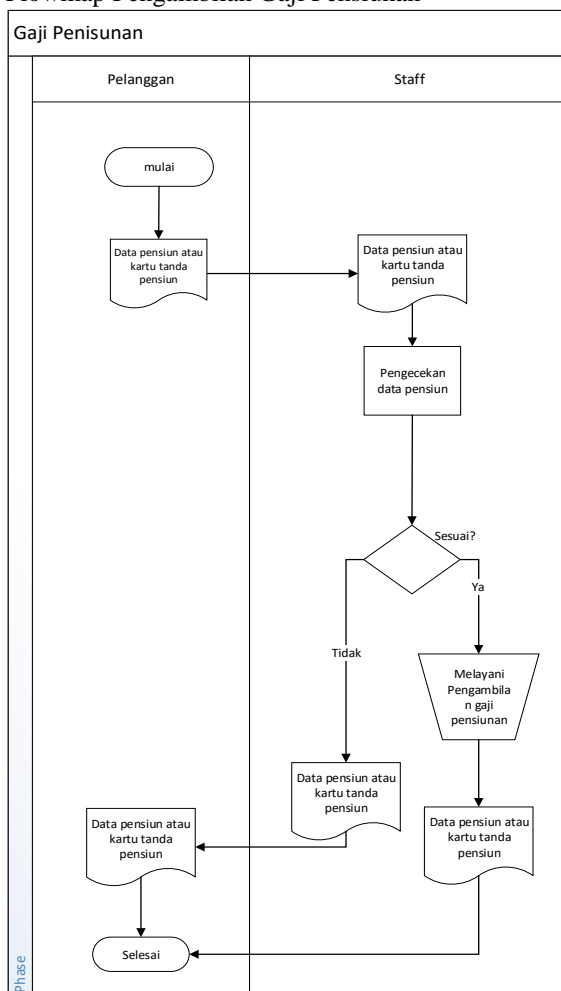 Flowmap Pengambilan Gaji Pensiunan
Gaji Penisunan
Pelanggan
Staff
mulai
Data pensiun atau
kartu tanda
pensiun
Data pensiun atau
kartu tanda
pensiun
Pengecekan
data pensiun
Sesuai?
Ya
Tidak
Melayani
Pengambila
n gaji
pensiunan
Data pensiun atau
kartu tanda
pensiun
Data pensiun atau
kartu tanda
pensiun
Data pensiun atau
kartu tanda
pensiun
Selesai
Phase